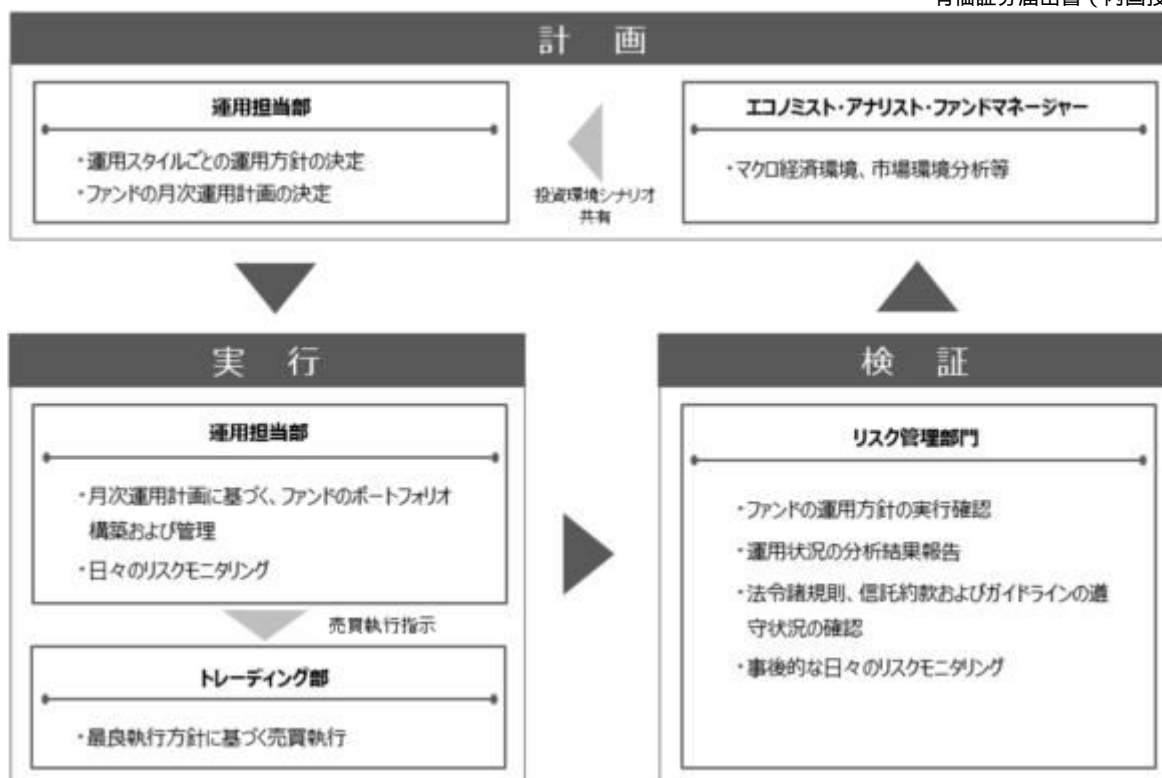 有価証券届出書（内国投
計　画
運用担当部
・運用スタイルごとの運用方針の決定
・ファンドの月次運用計画の決定
投資環境シナリオ
共有
エコノミスト・アナリスト・ファンドマネージャー
・マクロ経済環境、市場環境分析等
実　行
運用担当部
・月次運用計画に基づく、ファンドのポートフォリオ
構築および管理
・日々のリスクモニタリング
売買執行指示
トレーディング部
・最良執行方針に基づく売買執行
検　証
リスク管理部門
・ファンドの運用方針の実行確認
・運用状況の分析結果報告
・法令諸規則、信託約款およびガイドラインの遵
守状況の確認
・事後的な日々のリスクモニタリング